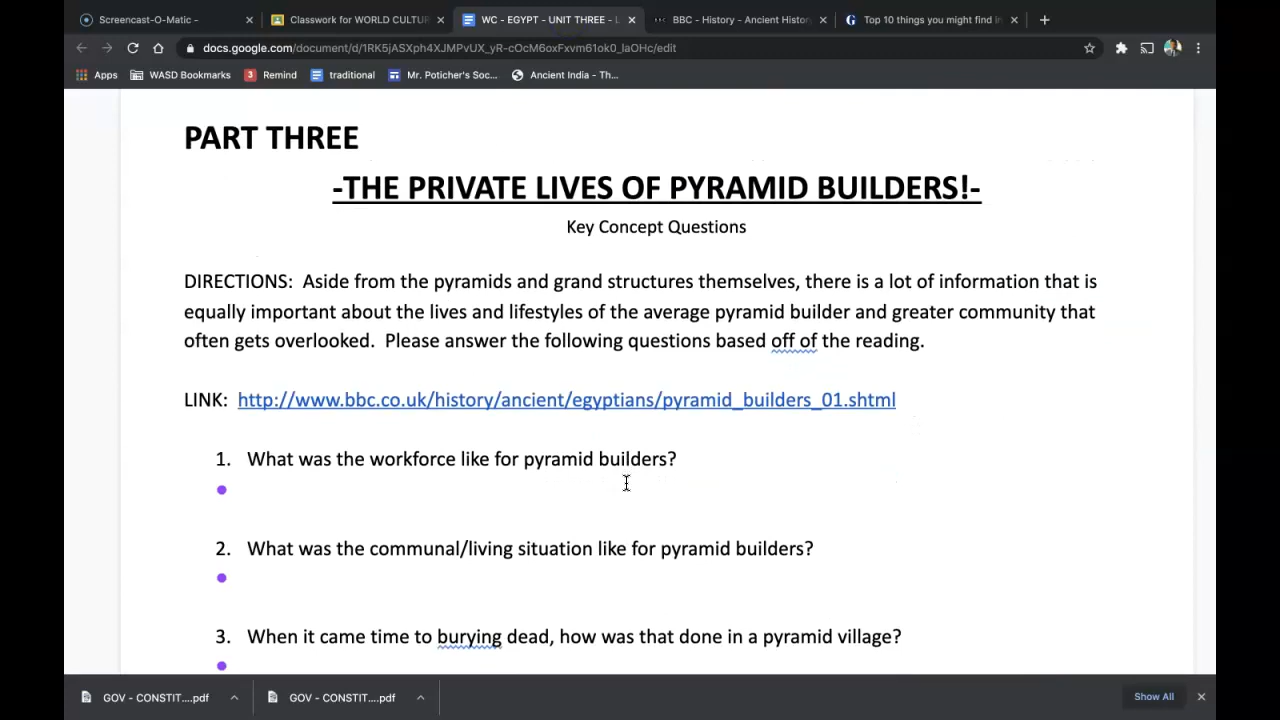 Screencast-O-Matic -
Classwork for WORLD CULTUR
WC - EGYPT - UNIT THREE - L
BBC - History - Ancient Histor
Top 10 things you might find in
docs.google.com/document/d/1RK5jASXph4XJMPvUX_yR-cOcM6oxFxvm61ok0_laOHc/edit
Apps
WASD Bookmarks
3
Remind
traditional
Mr. Poticher's Soc...
Ancient India - Th...
PART THREE
-THE PRIVATE LIVES OF PYRAMID BUILDERS!-
Key Concept Questions
DIRECTIONS: Aside from the pyramids and grand structures themselves, there is a lot of information that is
equally important about the lives and lifestyles of the average pyramid builder and greater community that
often gets overlooked. Please answer the following questions based off of the reading.
LINK: http://www.bbc.co.uk/history/ancient/egyptians/pyramid_builders_01.shtml
1. What was the workforce like for pyramid builders?
2. What was the communal/living situation like for pyramid builders?
3. When it came time to burying dead, how was that done in a pyramid village?
GOV - CONSTIT....pdf
GOV - CONSTIT....pdf
Show All